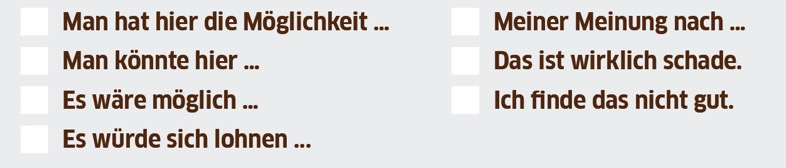 Man hat hier die Möglichkeit ...
Man könnte hier ...
Es wäre möglich ...
Es würde sich lohnen ...
Meiner Meinung nach ...
Das ist wirklich schade.
Ich finde das nicht gut.